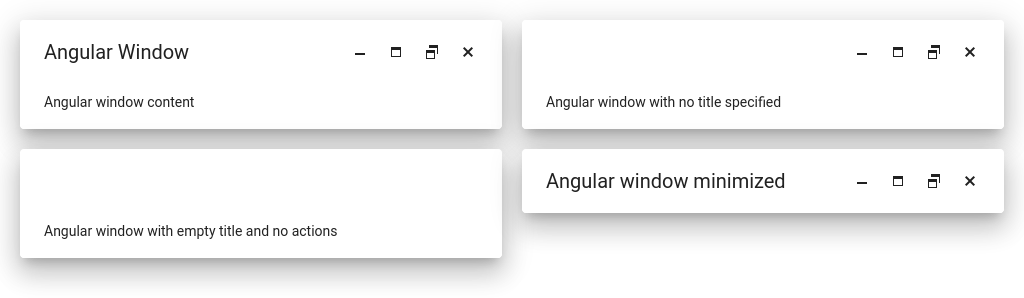 Angular Window
Angular window content
Angular window with no title specified
Angular window with empty title and no actions
Angular window minimized